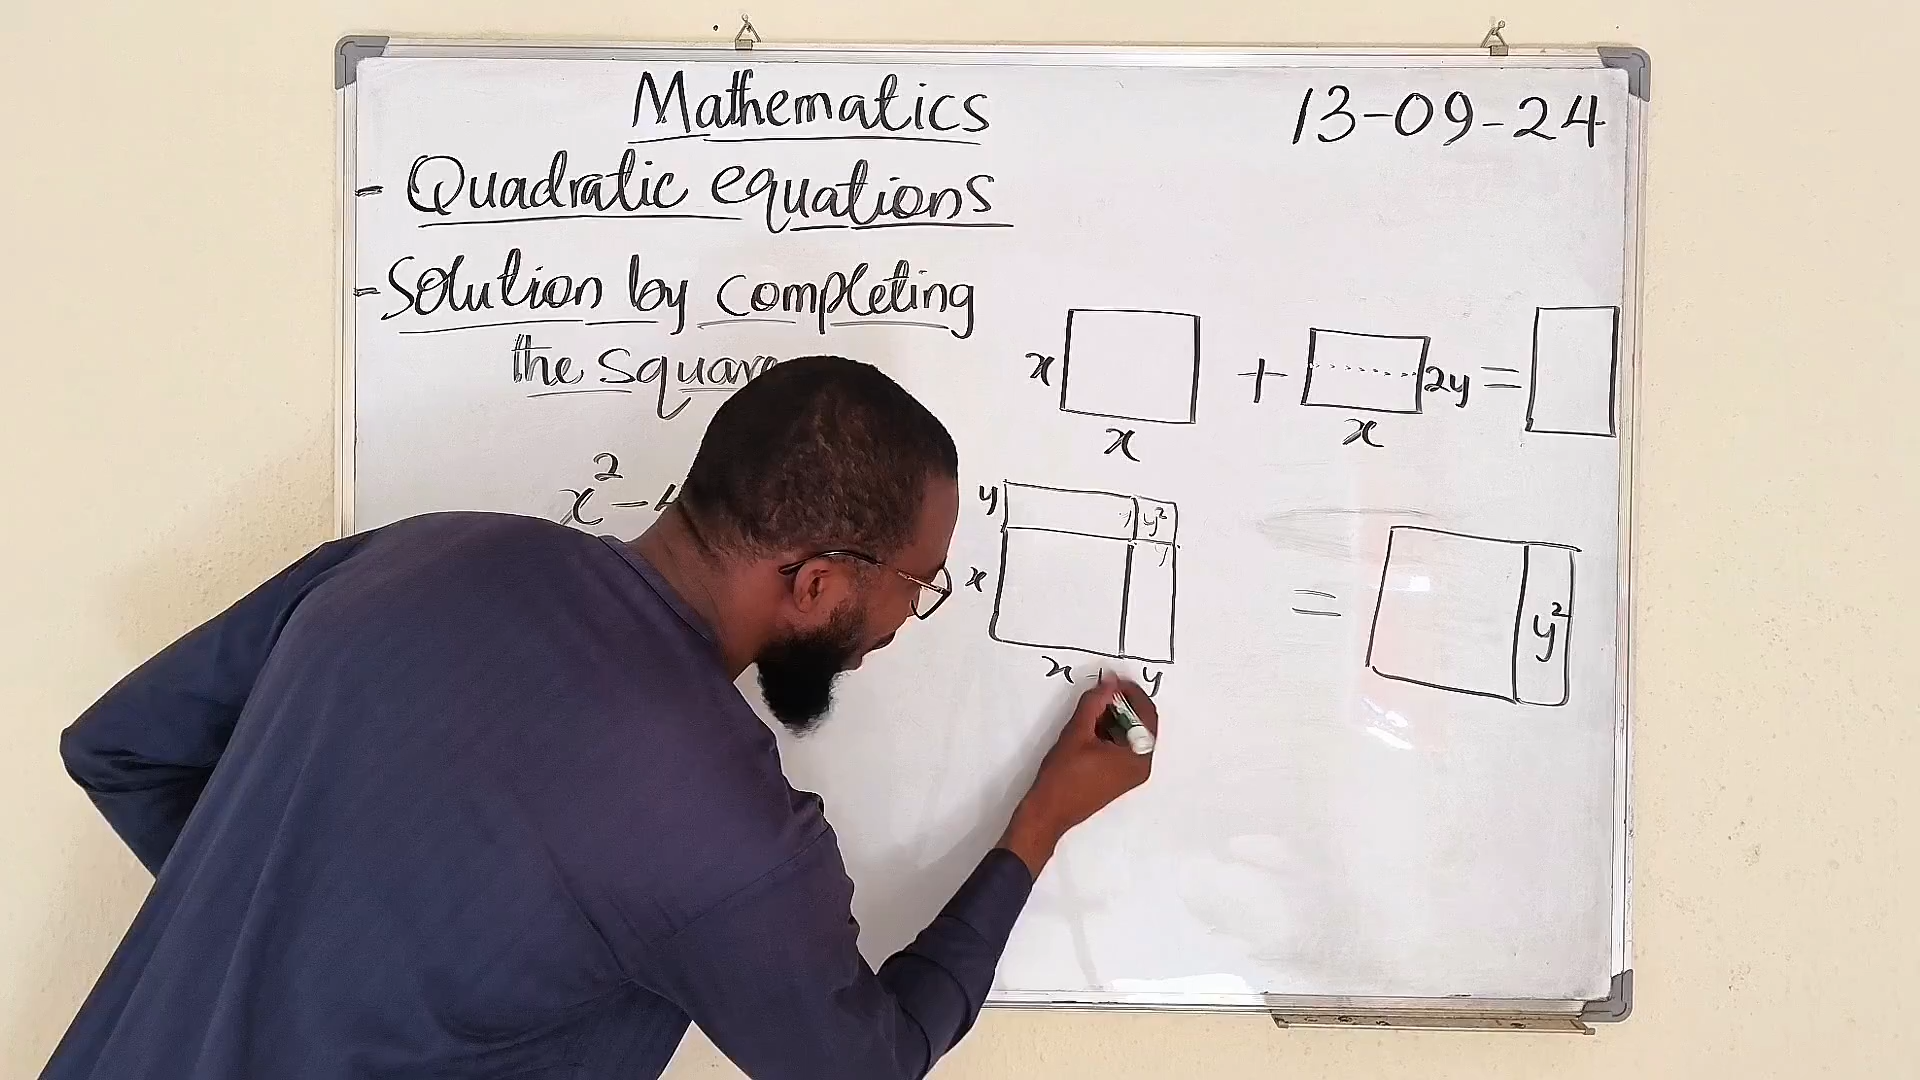 Mathematics
13-09-24
- Quadratic equations
- Solution by completing
the square
x² - 4
x + 2y =
x x
y y y²
y
x = y²
x + y